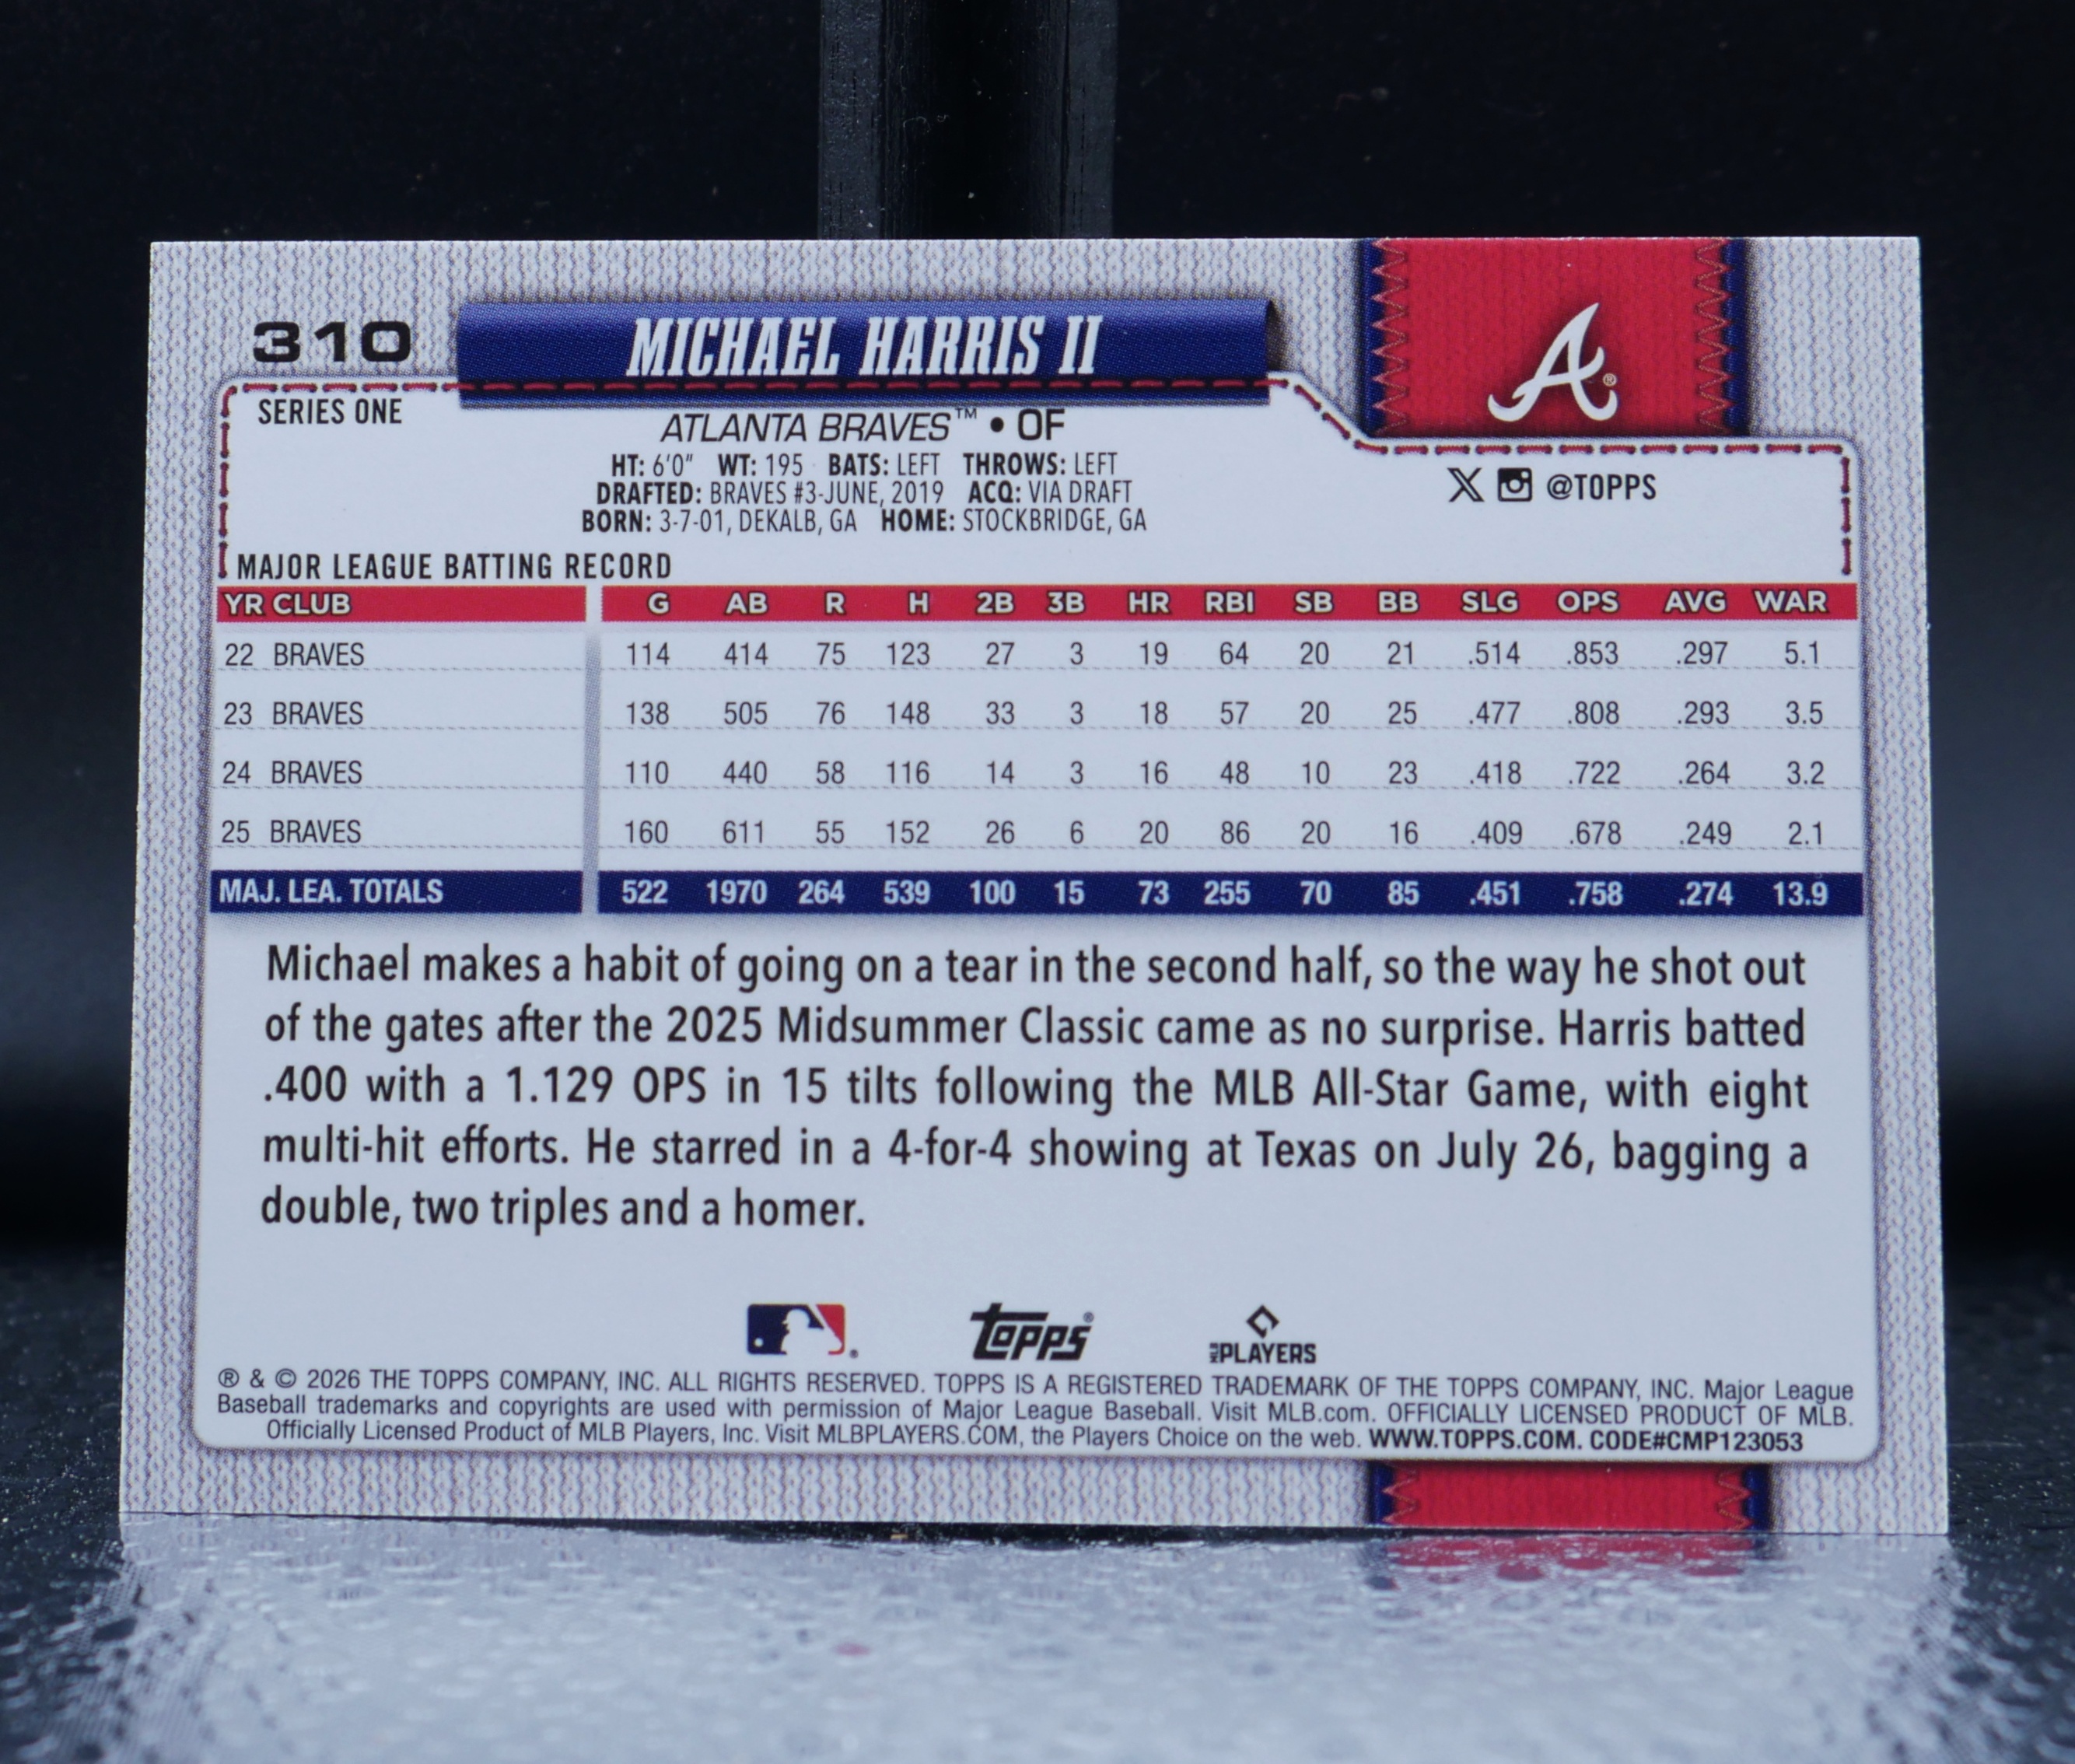 310
MICHAEL HARRIS II
A®
SERIES ONE
ATLANTA BRAVES™ • OF
HT: 6'0" WT: 195 BATS: LEFT THROWS: LEFT
DRAFTED: BRAVES #3-JUNE, 2019 ACQ: VIA DRAFT
BORN: 3-7-01, DEKALB, GA HOME: STOCKBRIDGE, GA
@TOPPS
MAJOR LEAGUE BATTING RECORD
YR CLUB G AB R H 2B 3B HR RBI SB BB SLG OPS AVG WAR
22 BRAVES 114 414 75 123 27 3 19 64 20 21 .514 .853 .297 5.1
23 BRAVES 138 505 76 148 33 3 18 57 20 25 .477 .808 .293 3.5
24 BRAVES 110 440 58 116 14 3 16 48 10 23 .418 .722 .264 3.2
25 BRAVES 160 611 55 152 26 6 20 86 20 16 .409 .678 .249 2.1
MAJ. LEA. TOTALS 522 1970 264 539 100 15 73 255 70 85 .451 .758 .274 13.9
Michael makes a habit of going on a tear in the second half, so the way he shot out
of the gates after the 2025 Midsummer Classic came as no surprise. Harris batted
.400 with a 1.129 OPS in 15 tilts following the MLB All-Star Game, with eight
multi-hit efforts. He starred in a 4-for-4 showing at Texas on July 26, bagging a
double, two triples and a homer.
Topps® MLB PLAYERS
® & © 2026 THE TOPPS COMPANY, INC. ALL RIGHTS RESERVED. TOPPS IS A REGISTERED TRADEMARK OF THE TOPPS COMPANY, INC. Major League
Baseball trademarks and copyrights are used with permission of Major League Baseball. Visit MLB.com. OFFICIALLY LICENSED PRODUCT OF MLB.
Officially Licensed Product of MLB Players, Inc. Visit MLBPLAYERS.COM, the Players Choice on the web. WWW.TOPPS.COM. CODE#CMP123053